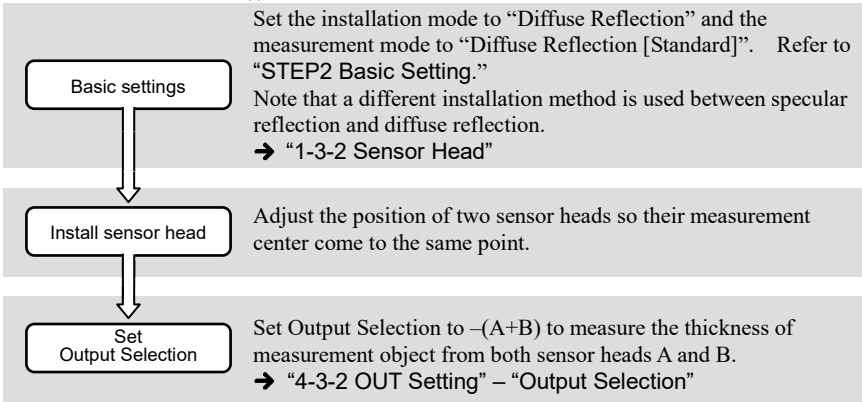 Basic settings
Set the installation mode to “Diffuse Reflection” and the
measurement mode to “Diffuse Reflection [Standard]”. Refer to
“STEP2 Basic Setting.”
Note that a different installation method is used between specular
reflection and diffuse reflection.
➔ “1-3-2 Sensor Head”
Install sensor head
Adjust the position of two sensor heads so their measurement
center come to the same point.
Set
Output Selection
Set Output Selection to –(A+B) to measure the thickness of
measurement object from both sensor heads A and B.
➔ “4-3-2 OUT Setting” – “Output Selection”